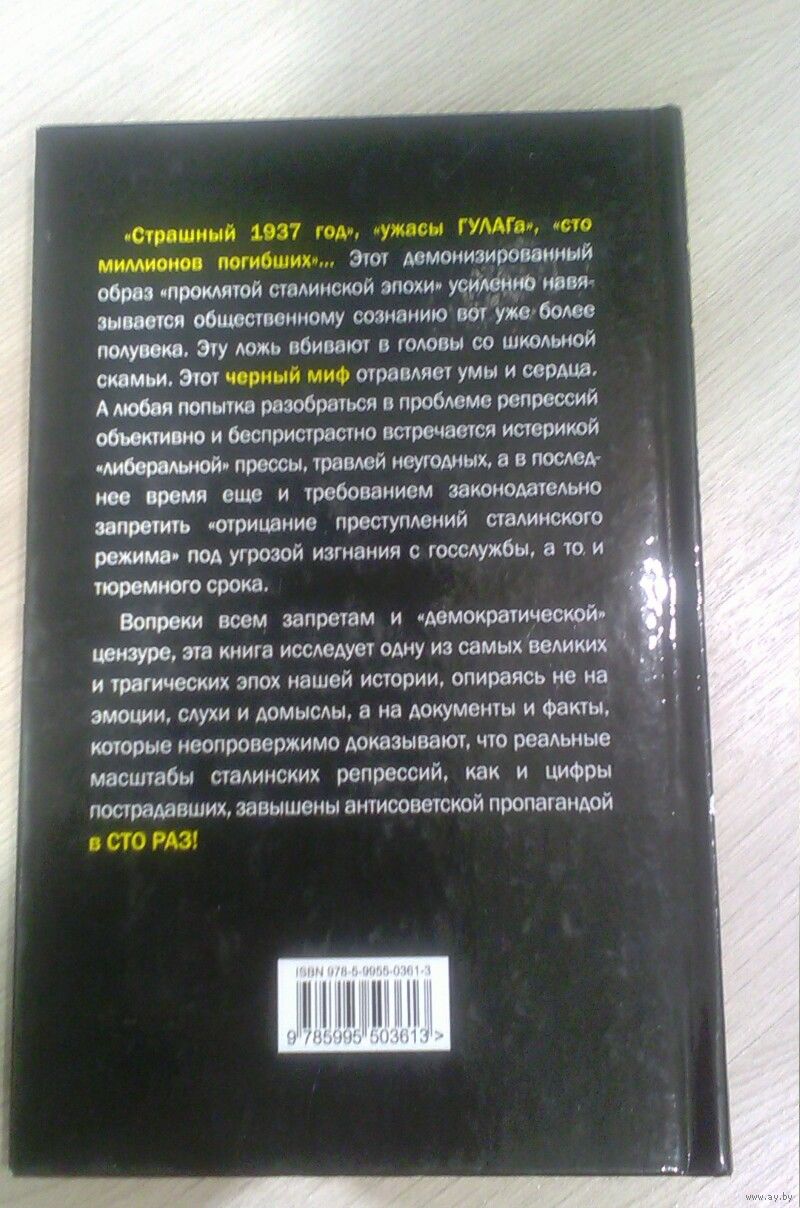 «Страшный 1937 год», «ужасы ГУЛАГа», «сто
миллионов погибших»... Этот демонизированный
образ «проклятой сталинской эпохи» усиленно навя-
зывается общественному сознанию вот уже более
полувека. Эту ложь вбивают в головы со школьной
скамьи. Этот черный миф отравляет умы и сердца.
А любая попытка разобраться в проблеме репрессий
объективно и беспристрастно встречается истерикой
«либеральной» прессы, травлей неугодных, а в послед-
нее время еще и требованием законодательно
запретить «отрицание преступлений сталинского
режима» под угрозой изгнания с госслужбы, а то и
тюремного срока.
Вопреки всем запретам и «демократической»
цензуре, эта книга исследует одну из самых великих
и трагических эпох нашей истории, опираясь не на
эмоции, слухи и домыслы, а на документы и факты,
которые неопровержимо доказывают, что реальные
масштабы сталинских репрессий, как и цифры
пострадавших, завышены антисоветской пропагандой
в СТО РАЗ!
ISBN 978-5-9955-0361-3
9 785995 503613 >
www.ay.by